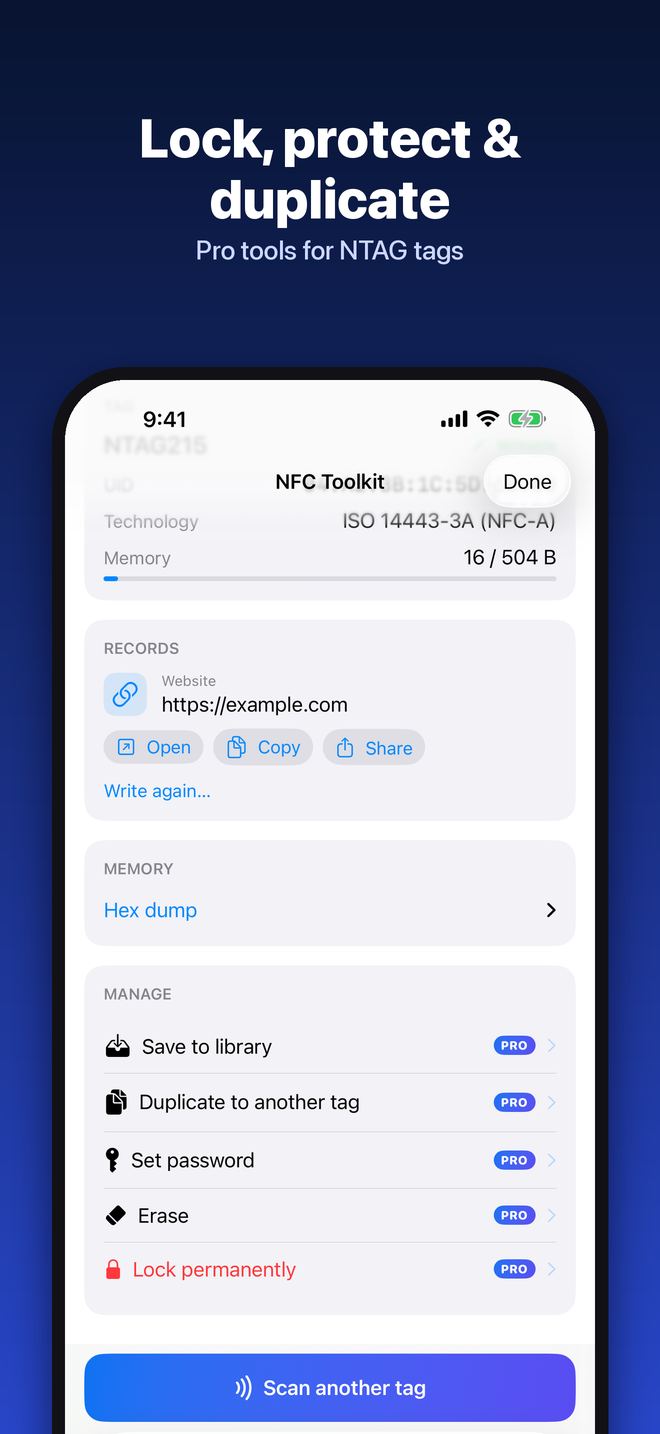 Lock, protect &
duplicate
Pro tools for NTAG tags
9:41
NTAG215
UID
NFC Toolkit
Done
Technology
ISO 14443-3A (NFC-A)
Memory
16 / 504 B
RECORDS
Website
https://example.com
Open
Copy
Share
Write again...
MEMORY
Hex dump
MANAGE
Save to library
PRO
Duplicate to another tag
PRO
Set password
PRO
Erase
PRO
Lock permanently
PRO
Scan another tag